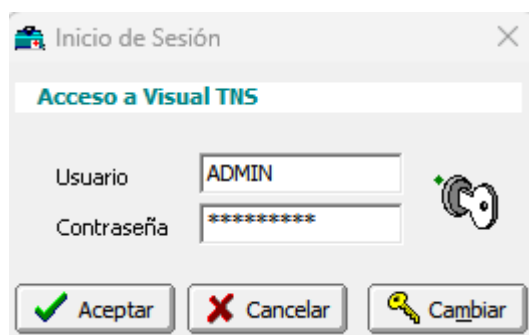 Inicio de Sesión
Acceso a Visual TNS
Usuario ADMIN
Contraseña *********
Aceptar Cancelar Cambiar